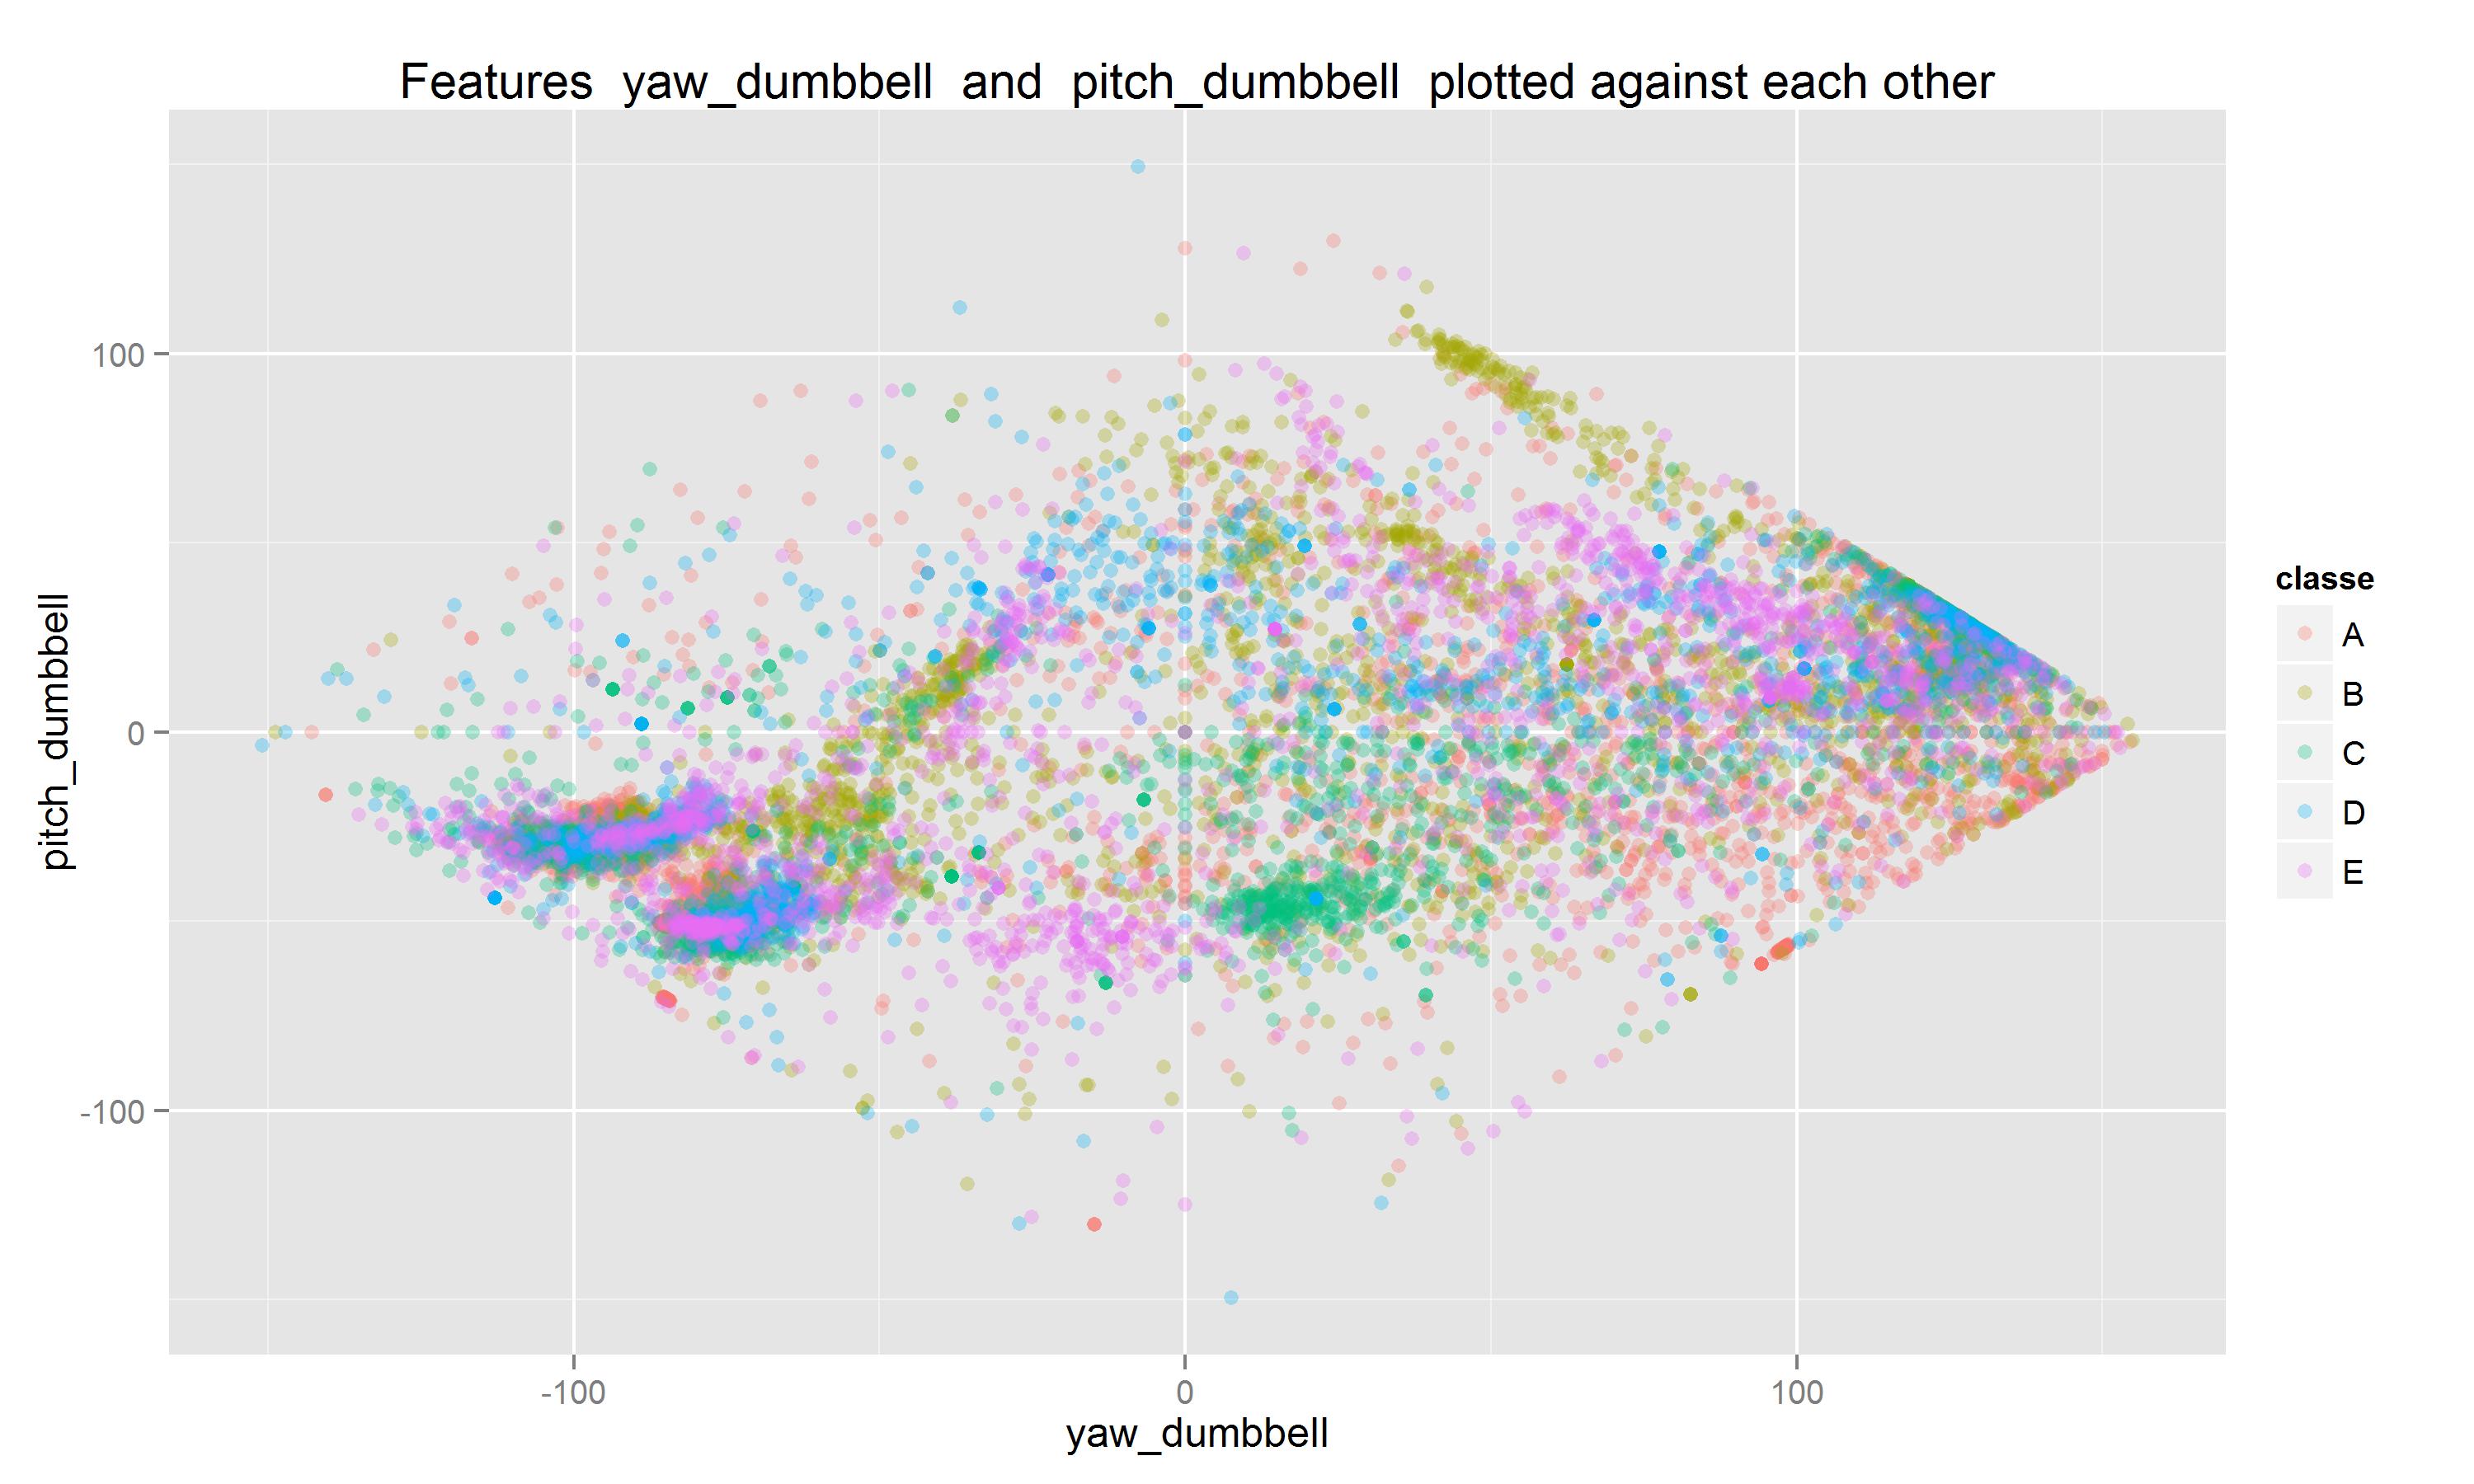 Features yaw_dumbbell and pitch_dumbbell plotted against each other
pitch_dumbbell
100
0
-100
-100
0
100
yaw_dumbbell
classe
A
B
C
D
E